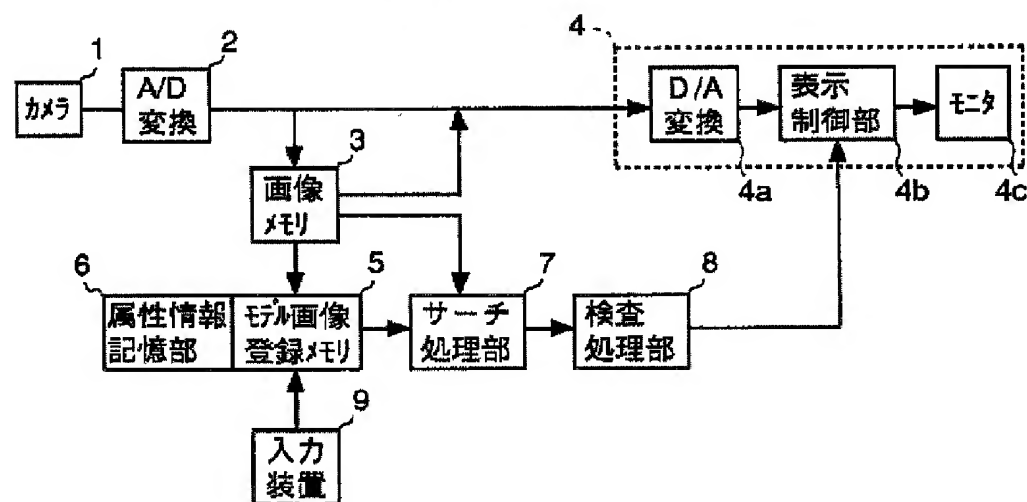 1
カメラ
2
A/D
変換
3
画像
メモリ
4
D/A
変換
4a
表示
制御部
4b
モニタ
4c
6
属性情報
記憶部
5
モデル画像
登録メモリ
7
サーチ
処理部
8
検査
処理部
9
入力
装置